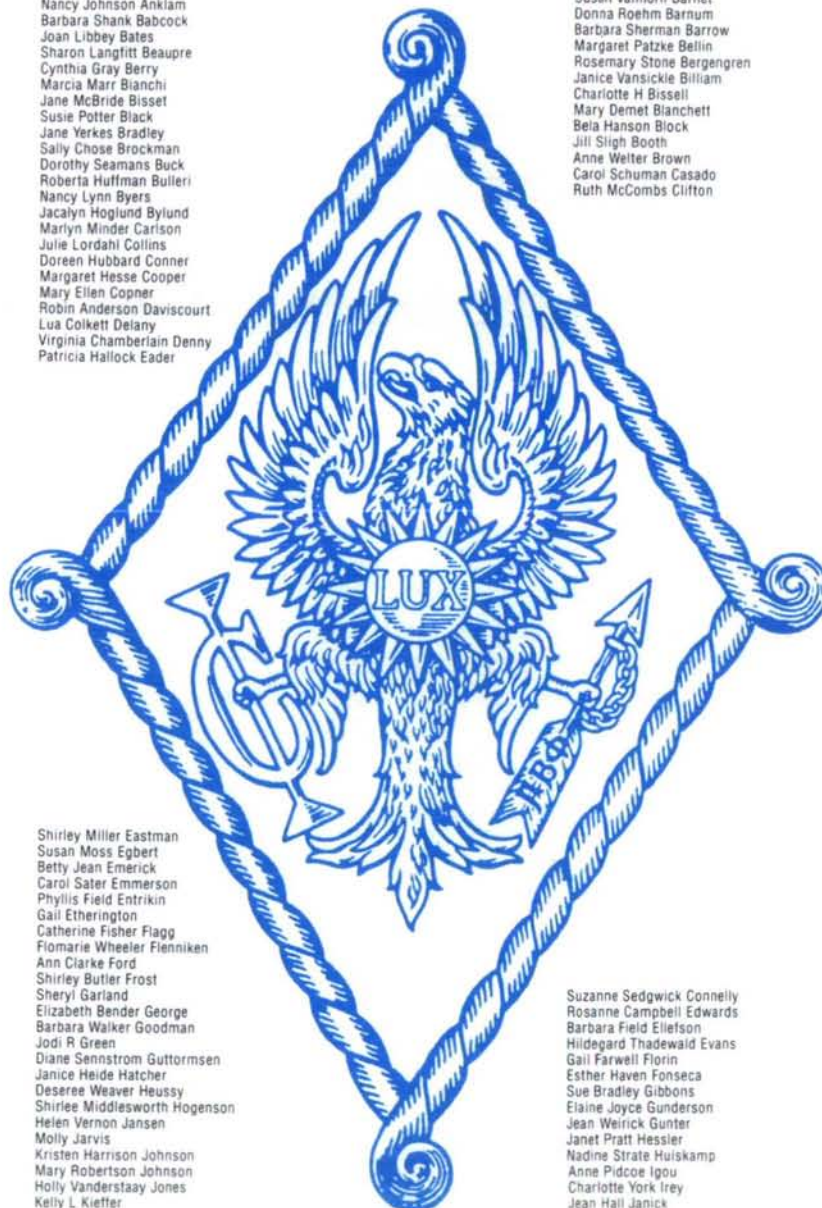 Nancy Johnson Anklam
Barbara Shank Babcock
Joan Libbey Bates
Sharon Langfitt Beaupre
Cynthia Gray Berry
Marcia Marr Bianchi
Jane McBride Bisset
Susie Potter Black
Jane Yerkes Bradley
Sally Chose Brockman
Dorothy Seamans Buck
Roberta Huffman Bulleri
Nancy Lynn Byers
Jacalyn Hoglund Bylund
Marlyn Minder Carlson
Julie Lordahl Collins
Doreen Hubbard Conner
Margaret Hesse Cooper
Mary Ellen Copner
Robin Anderson Daviscourt
Lua Colkett Delany
Virginia Chamberlain Denny
Patricia Hallock Eader
Donna Roehm Barnum
Barbara Sherman Barrow
Margaret Patzke Bellin
Rosemary Stone Bergengren
Janice Vansickle Billiam
Charlotte H Bissell
Mary Demet Blanchett
Bela Hanson Block
Jill Sligh Booth
Anne Welter Brown
Carol Schuman Casado
Ruth McCombs Clifton
LUX
ΠΒΦ
Shirley Miller Eastman
Susan Moss Egbert
Betty Jean Emerick
Carol Sater Emmerson
Phyllis Field Entrikin
Gail Etherington
Catherine Fisher Flagg
Flomarie Wheeler Flenniken
Ann Clarke Ford
Shirley Butler Frost
Sheryl Garland
Elizabeth Bender George
Barbara Walker Goodman
Jodi R Green
Diane Sennstrom Guttormsen
Janice Heide Hatcher
Deseree Weaver Heussy
Shirlee Middlesworth Hogenson
Helen Vernon Jansen
Molly Jarvis
Kristen Harrison Johnson
Mary Robertson Johnson
Holly Vanderstaay Jones
Kelly L Kieffer
Suzanne Sedgwick Connelly
Rosanne Campbell Edwards
Barbara Field Ellefson
Hildegard Thadewald Evans
Gail Farwell Florin
Esther Haven Fonseca
Sue Bradley Gibbons
Elaine Joyce Gunderson
Jean Weirick Gunter
Janet Pratt Hessler
Nadine Strate Huiskamp
Anne Pidcoe Igou
Charlotte York Irey
Jean Hall Janick